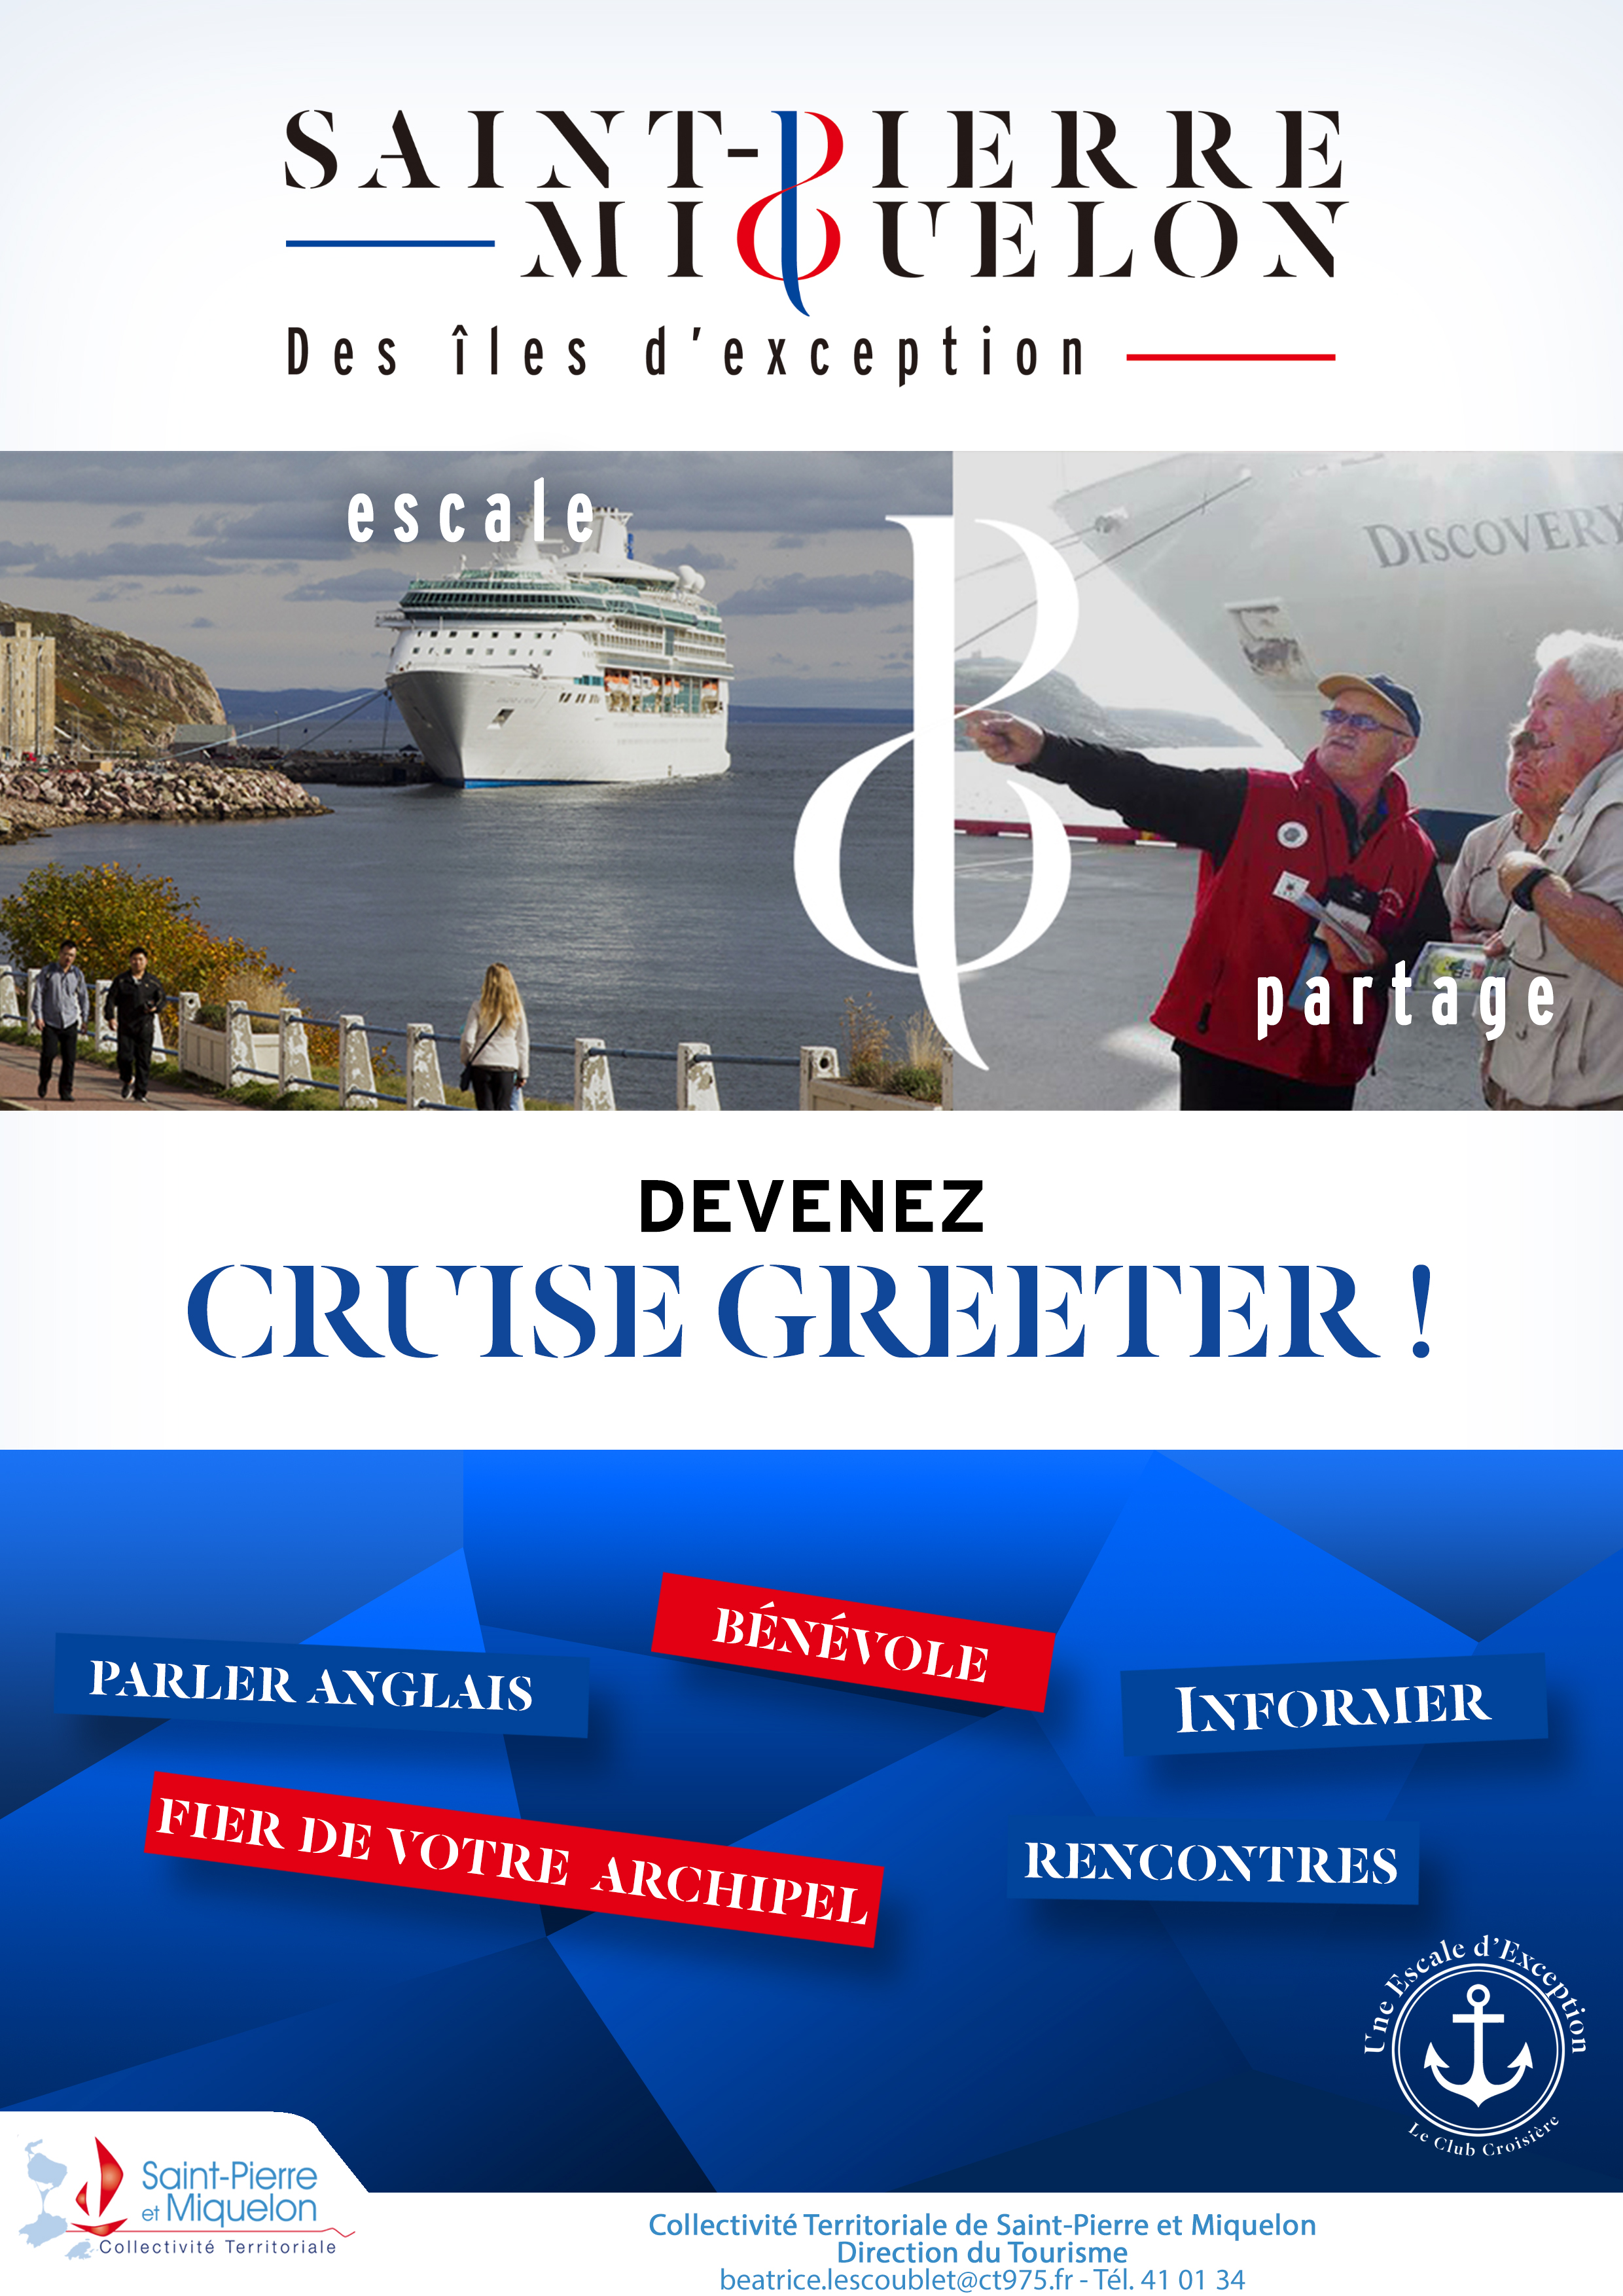 SAINT-PIERRE
MIQUELON
Des îles d'exception
escale
DISCOVERY
partage
DEVENEZ
CRUISE GREETER !
BÉNÉVOLE
PARLER ANGLAIS
INFORMER
FIER DE VOTRE ARCHIPEL
RENCONTRES
Une Escale d'Exception
Le Club Croisière
Saint-Pierre
et Miquelon
Collectivité Territoriale
Collectivité Territoriale de Saint-Pierre et Miquelon
Direction du Tourisme
beatrice.lescoublet@ct975.fr - Tél. 41 01 34